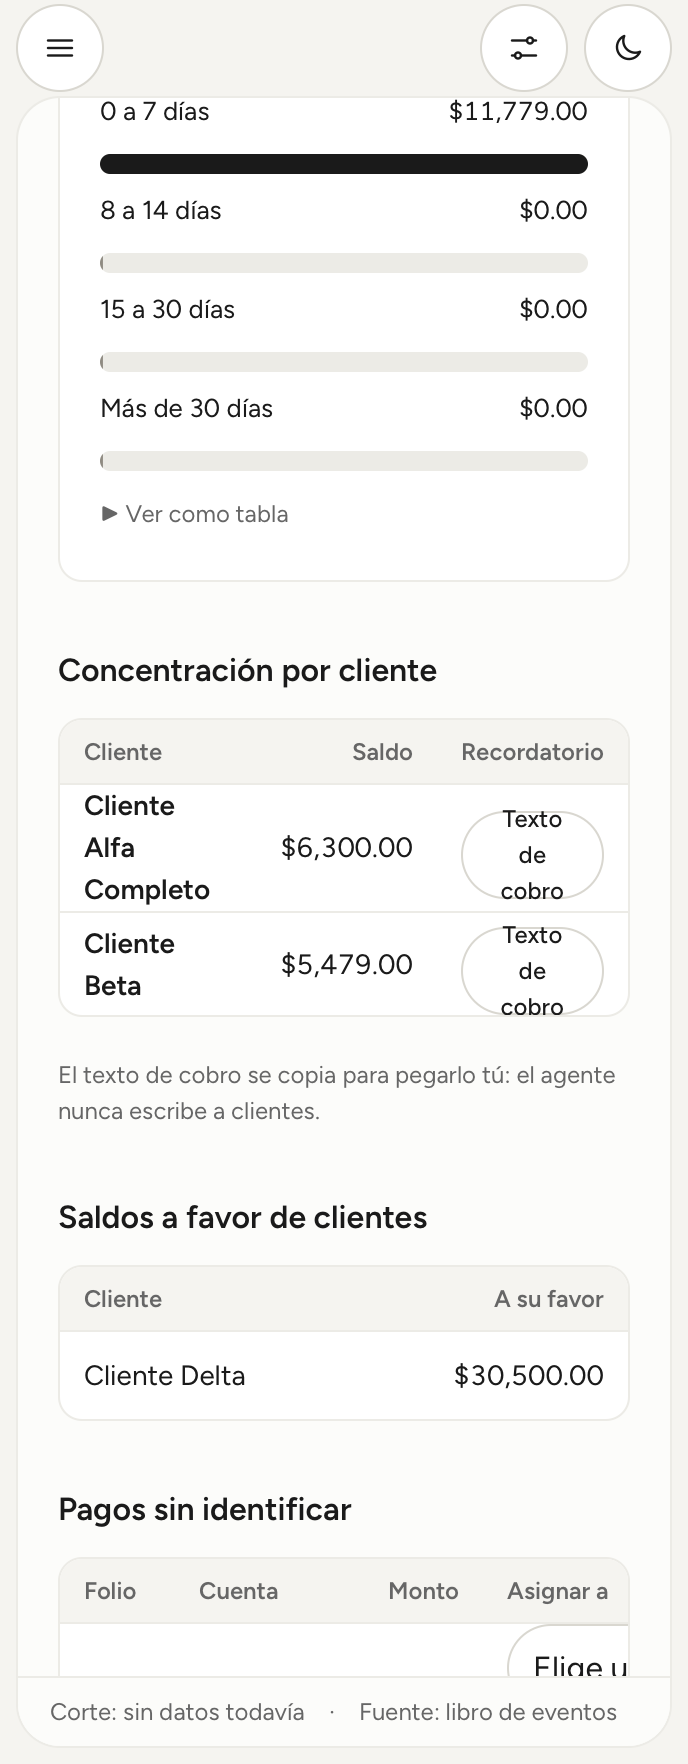 0 a 7 días $11,779.00
8 a 14 días $0.00
15 a 30 días $0.00
Más de 30 días $0.00
Ver como tabla
Concentración por cliente
Cliente Saldo Recordatorio
Cliente
Alfa
Completo
$6,300.00
Texto
de
cobro
Cliente
Beta
$5,479.00
Texto
de
cobro
El texto de cobro se copia para pegarlo tú: el agente
nunca escribe a clientes.
Saldos a favor de clientes
Cliente A su favor
Cliente Delta $30,500.00
Pagos sin identificar
Folio Cuenta Monto Asignar a
Elige u
Corte: sin datos todavía · Fuente: libro de eventos